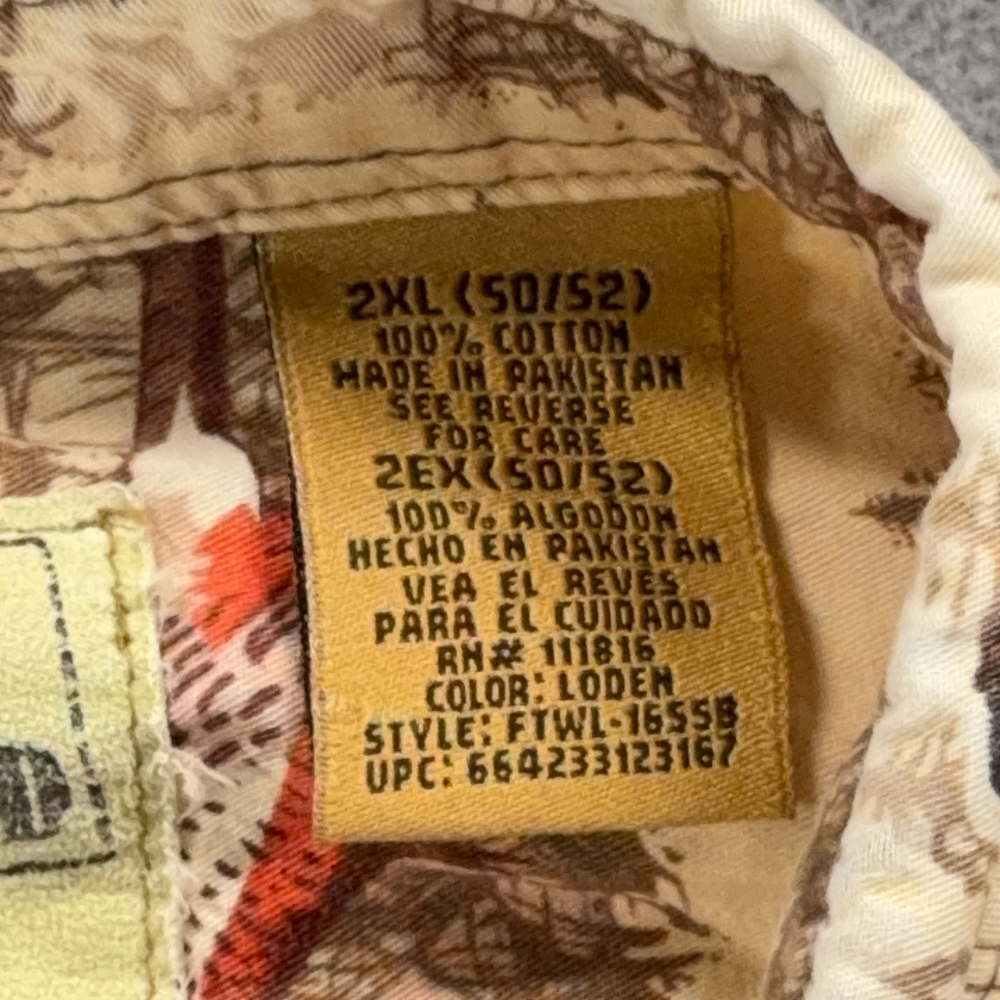 2XL (50/52)
100% COTTON
MADE IN PAKISTAN
SEE REVERSE
FOR CARE
2EX (50/52)
100% ALGODON
HECHO EN PAKISTAN
VEA EL REVES
PARA EL CUIDADO
RN# 111816
COLOR: LODEN
STYLE: FTWL-1655B
UPC: 664233123167